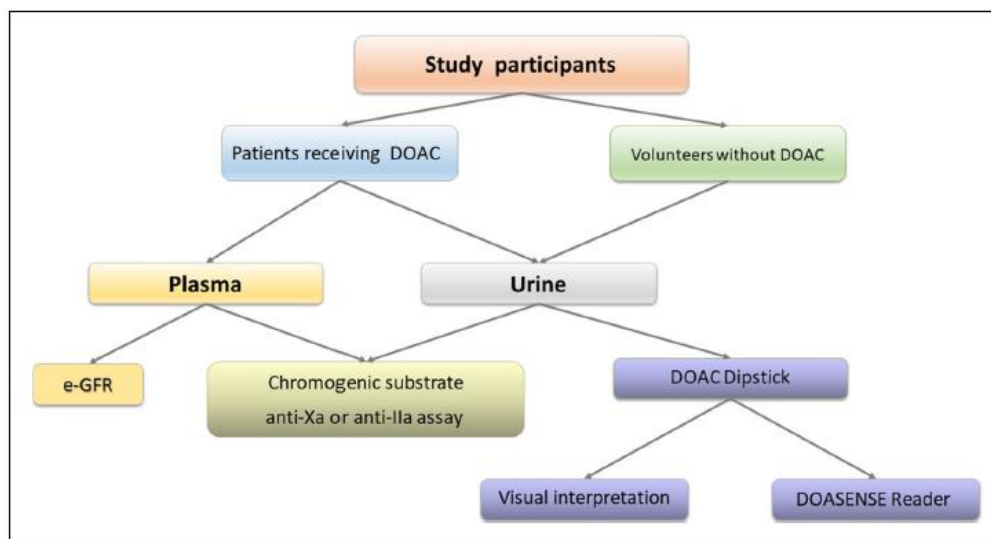 Study participants
Patients receiving DOAC
Volunteers without DOAC
Plasma
Urine
e-GFR
Chromogenic substrate
anti-Xa or anti-IIa assay
DOAC Dipstick
Visual interpretation
DOASENSE Reader